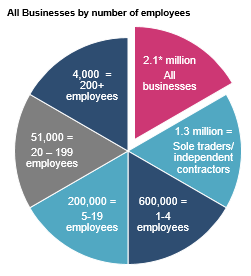 All Businesses by number of employees
2.1* million
All
businesses
1.3 million =
Sole traders/
independent
contractors
600,000 =
1-4
employees
200,000 =
5-19
employees
51,000 =
20 – 199
employees
4,000 =
200+
employees